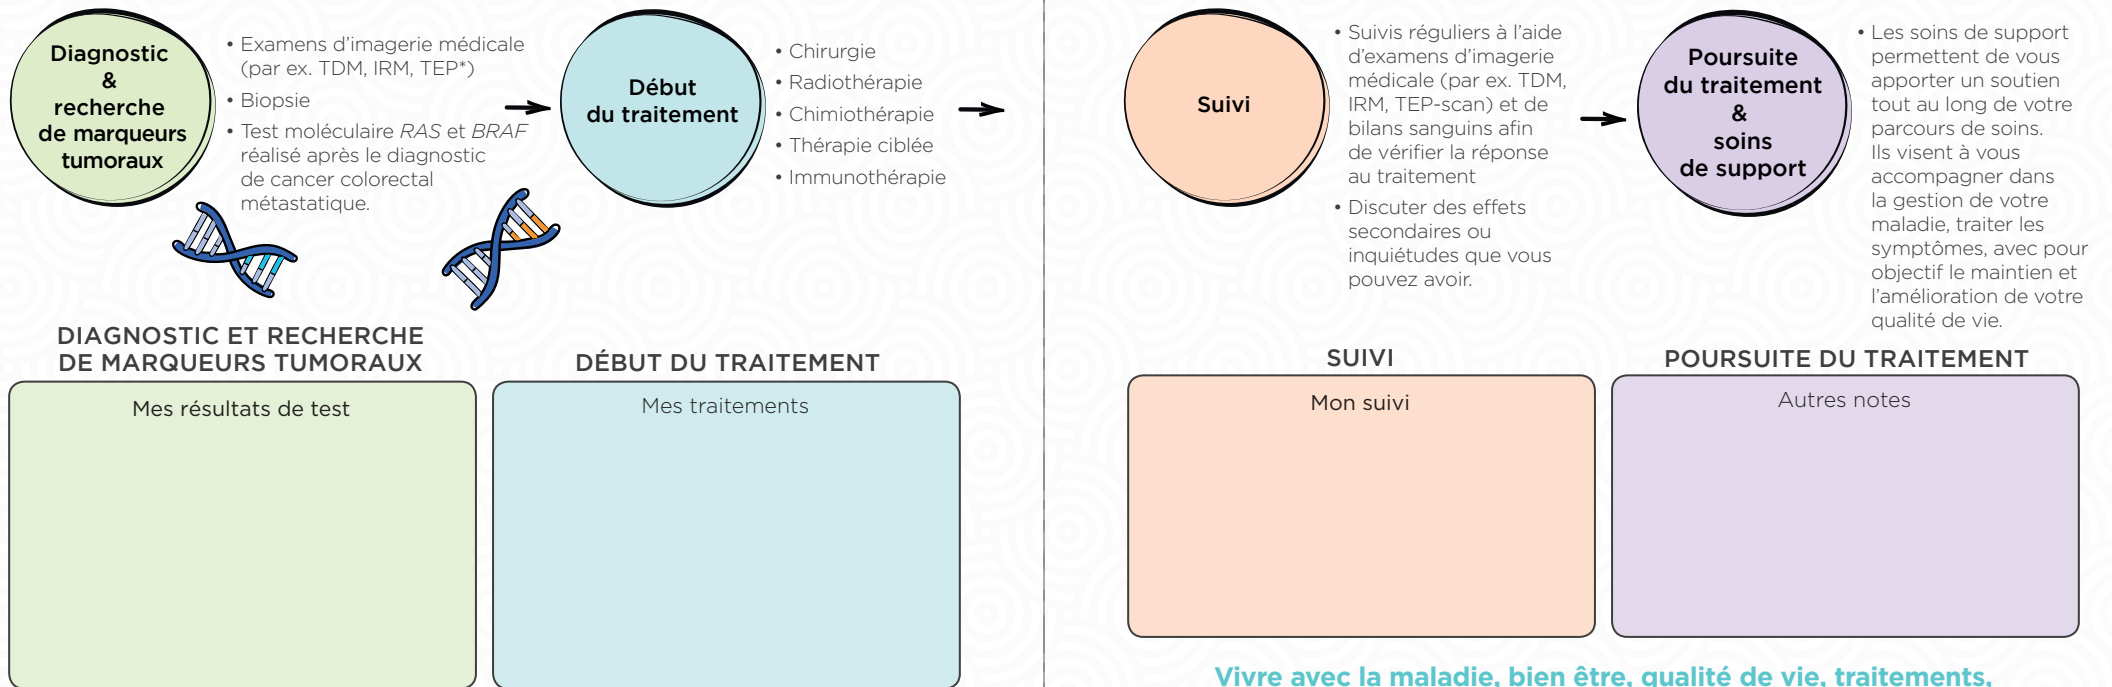 Diagnostic
&
recherche
de marqueurs
tumoraux
• Examens d’imagerie médicale
(par ex. TDM, IRM, TEP*)
• Biopsie
• Test moléculaire RAS et BRAF
réalisé après le diagnostic
de cancer colorectal
métastatique.
Début
du traitement
• Chirurgie
• Radiothérapie
• Chimiothérapie
• Thérapie ciblée
• Immunothérapie
Suivi
• Suivis réguliers à l’aide
d’examens d’imagerie
médicale (par ex. TDM,
IRM, TEP-scan) et de
bilans sanguins afin
de vérifier la réponse
au traitement
• Discuter des effets
secondaires ou
inquiétudes que vous
pouvez avoir.
Poursuite
du traitement
&
soins
de support
• Les soins de support
permettent de vous
apporter un soutien
tout au long de votre
parcours de soins.
Ils visent à vous
accompagner dans
la gestion de votre
maladie, traiter les
symptômes, avec pour
objectif le maintien et
l’amélioration de votre
qualité de vie.
DIAGNOSTIC ET RECHERCHE
DE MARQUEURS TUMORAUX
Mes résultats de test
DÉBUT DU TRAITEMENT
Mes traitements
SUIVI
Mon suivi
POURSUITE DU TRAITEMENT
Autres notes
Vivre avec la maladie, bien être, qualité de vie, traitements,